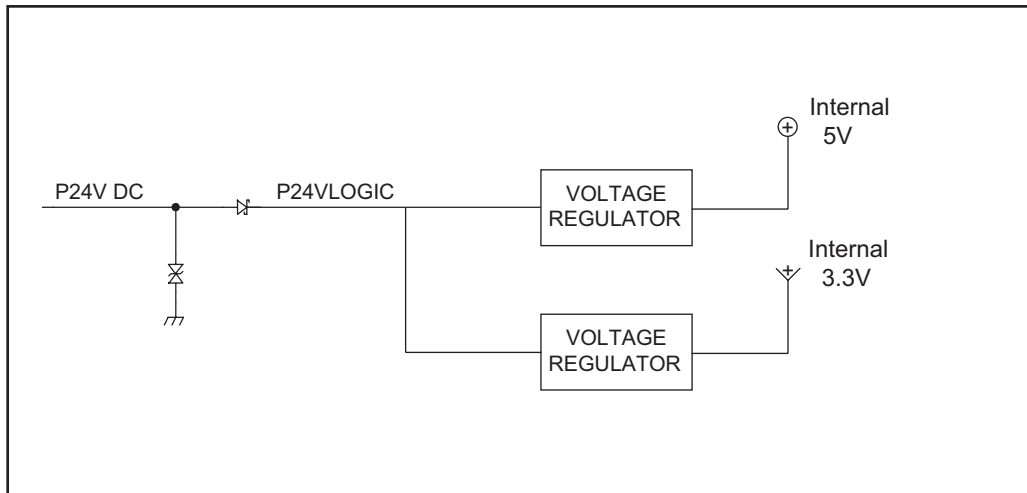 Internal
5V
P24V DC
P24VLOGIC
VOLTAGE
REGULATOR
Internal
3.3V
VOLTAGE
REGULATOR